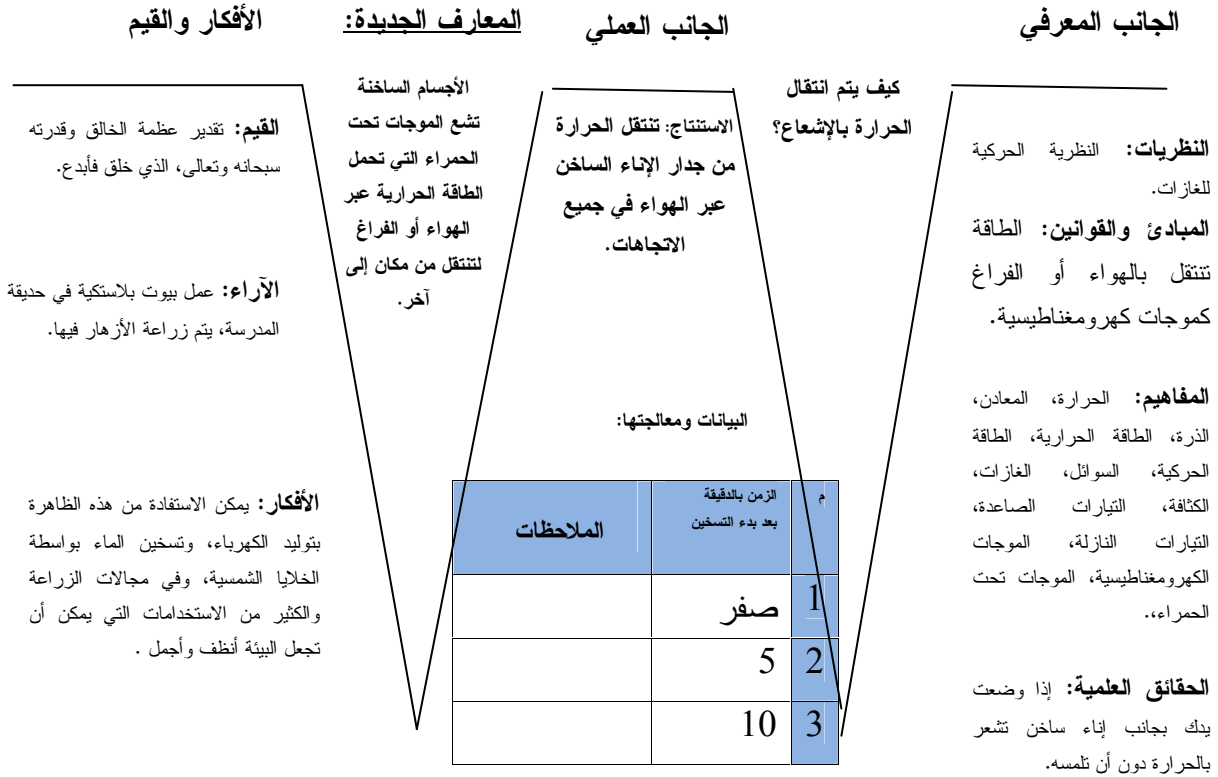 الجانب المعرفي
النظريات: النظرية الحركية
للغازات.
المبادئ والقوانين: الطاقة
تنتقل بالهواء أو الفراغ
كموجات كهرومغناطيسية.
المفاهيم: الحرارة، المعادن،
الذرة، الطاقة الحرارية، الطاقة
الحركية، السوائل، الغازات،
الكثافة، التيارات الصاعدة،
التيارات النازلة، الموجات
الكهرومغناطيسية، الموجات تحت
الحمراء،.
الحقائق العلمية: إذا وضعت
يدك بجانب إناء ساخن تشعر
بالحرارة دون أن تلمسه.
كيف يتم انتقال
الحرارة بالإشعاع؟
الجانب العملي
الاستنتاج: تنتقل الحرارة
من جدار الإناء الساخن
عبر الهواء في جميع
الاتجاهات.
البيانات ومعالجتها:
م الزمن بالدقيقة الملاحظات
بعد بدء التسخين
1 صفر
2 5
3 10
المعارف الجديدة:
الأجسام الساخنة
تشع الموجات تحت
الحمراء التي تحمل
الطاقة الحرارية عبر
الهواء أو الفراغ
لتنتقل من مكان إلى
آخر.
الأفكار والقيم
القيم: تقدير عظمة الخالق وقدرته
سبحانه وتعالى، الذي خلق فأبدع.
الآراء: عمل بيوت بلاستكية في حديقة
المدرسة، يتم زراعة الأزهار فيها.
الأفكار: يمكن الاستفادة من هذه الظاهرة
بتوليد الكهرباء، وتسخين الماء بواسطة
الخلايا الشمسية، وفي مجالات الزراعة
والكثير من الاستخدامات التي يمكن أن
تجعل البيئة أنظف وأجمل .